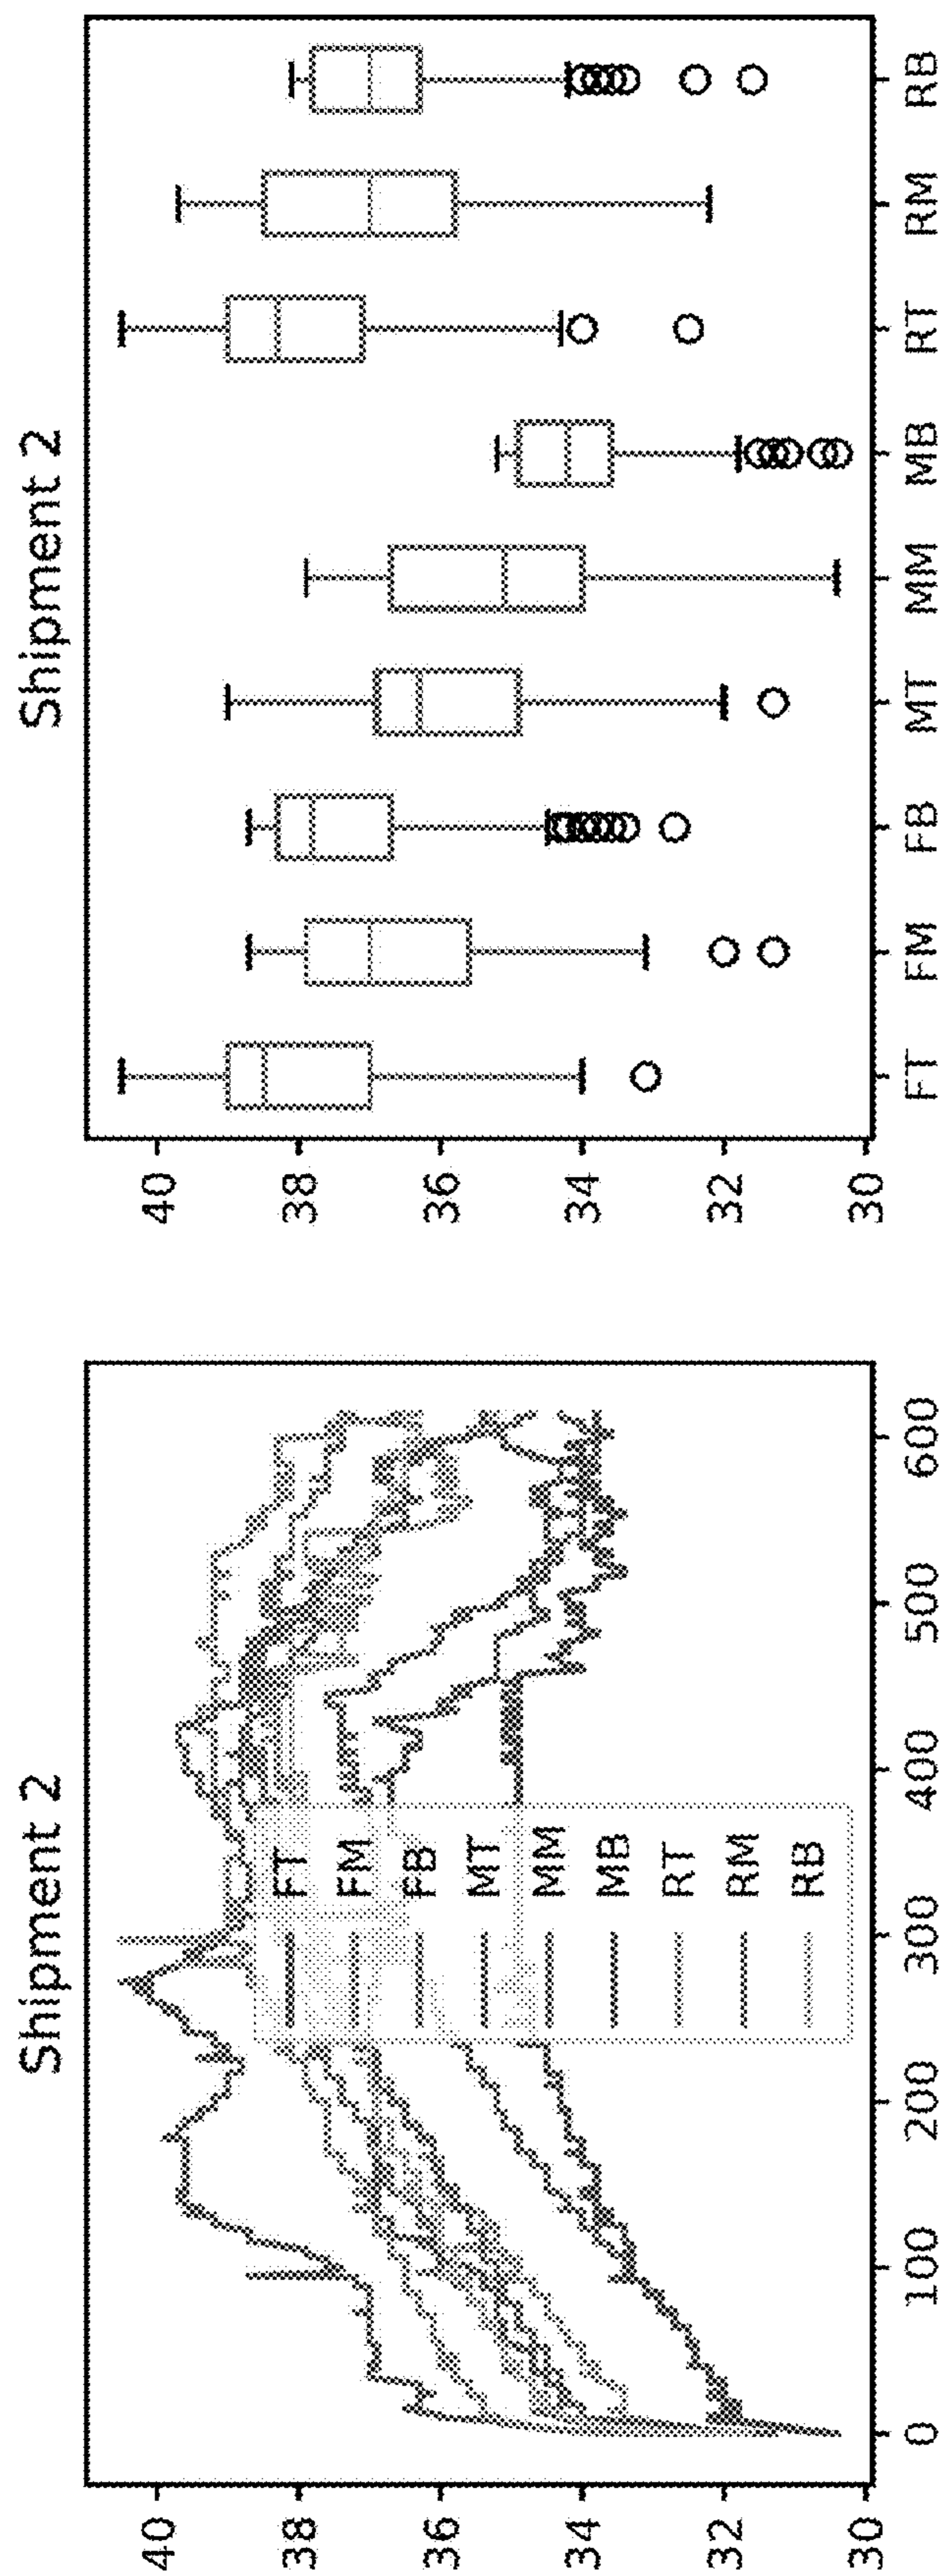 Shipment 2
40
38
36
34
32
30
0 100 200 300 400 500 600
FT
FM
FB
MT
MM
MB
RT
RM
RB
Shipment 2
40
38
36
34
32
30
FT FM FB MT MM MB RT RM RB